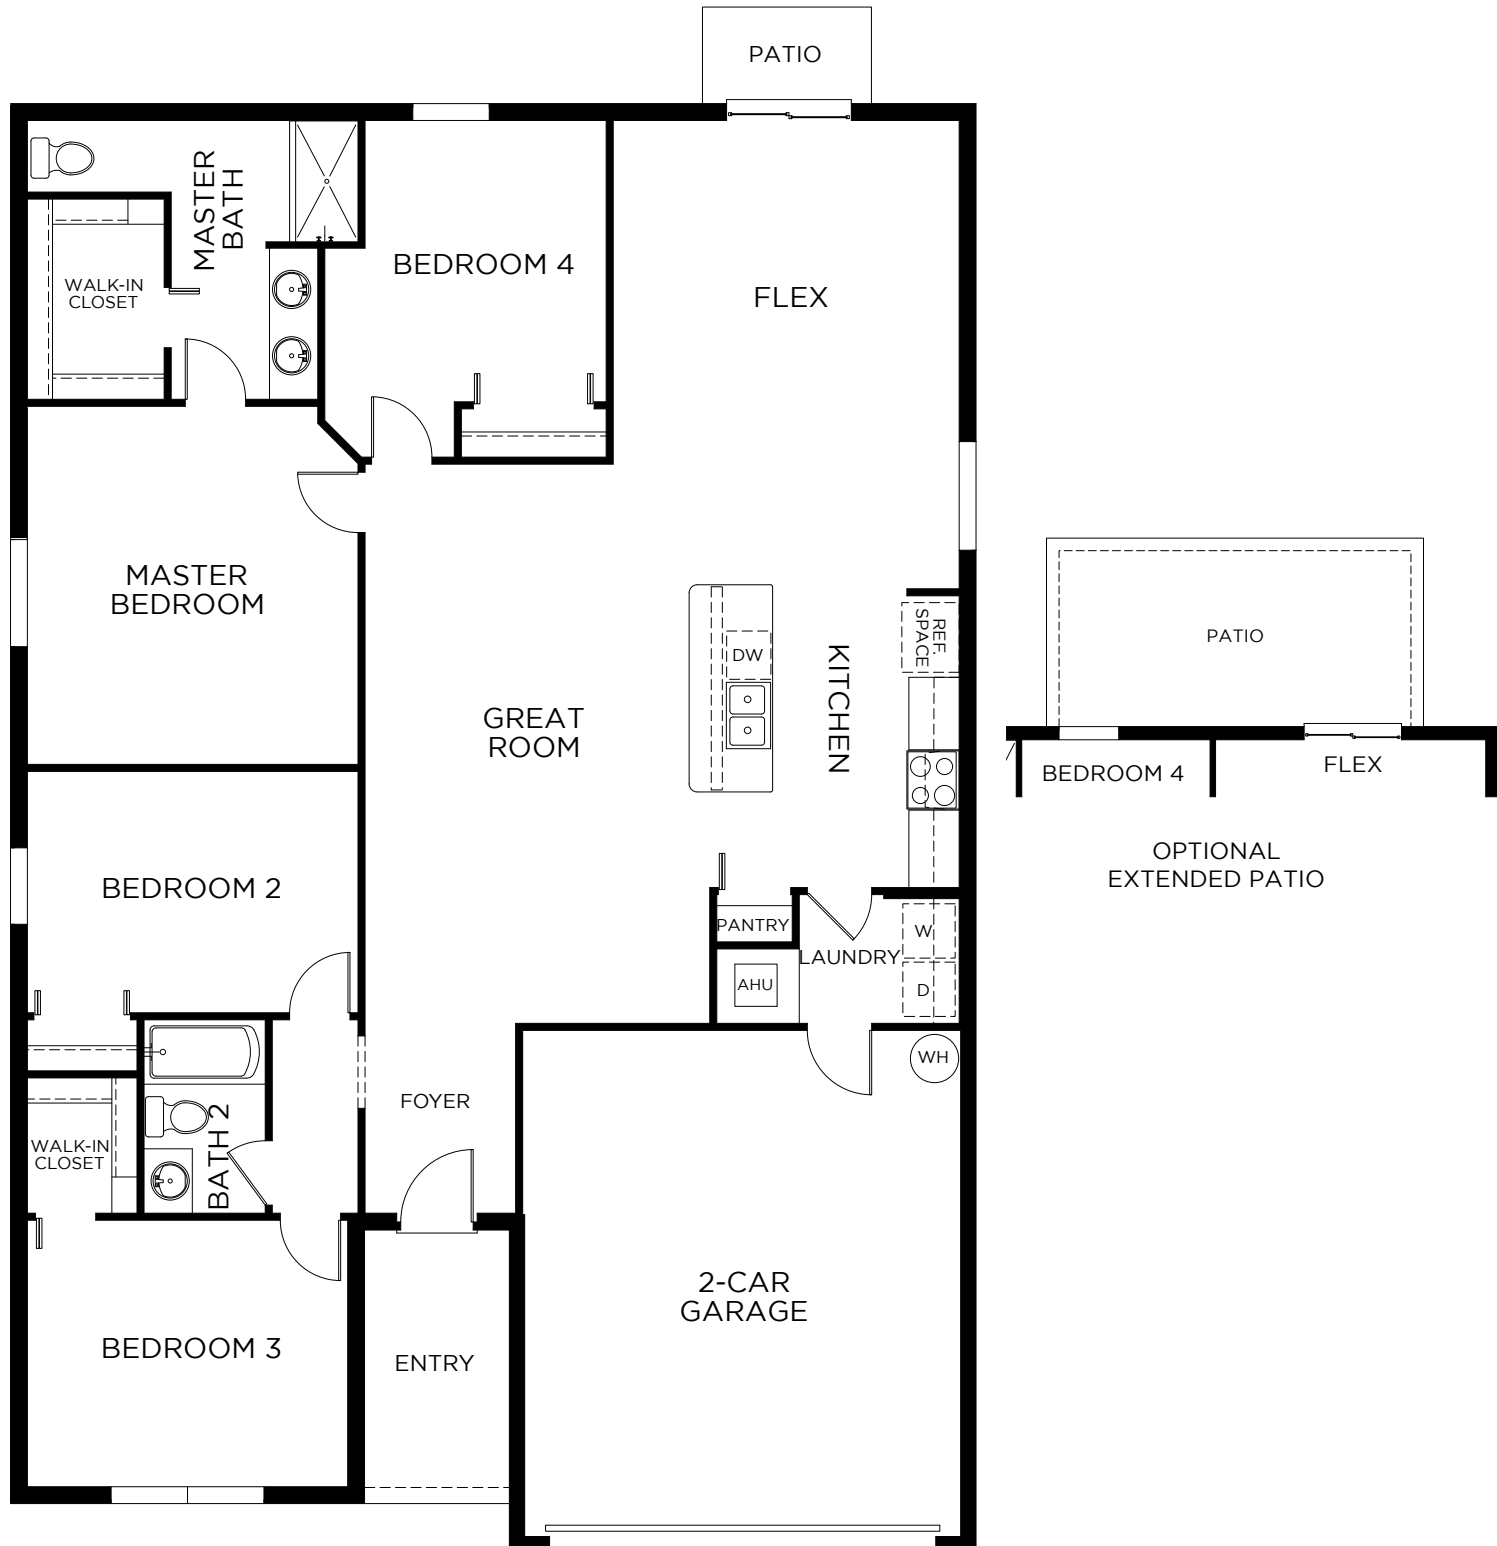 PATIO
MASTER
BATH
BEDROOM 4
WALK-IN
CLOSET
FLEX
MASTER
BEDROOM
REF.
SPACE
DW
KITCHEN
GREAT
ROOM
PATIO
BEDROOM 4
FLEX
OPTIONAL
EXTENDED PATIO
BEDROOM 2
PANTRY
W
LAUNDRY
AHU
D
WH
FOYER
BATH 2
WALK-IN
CLOSET
2-CAR
GARAGE
BEDROOM 3
ENTRY